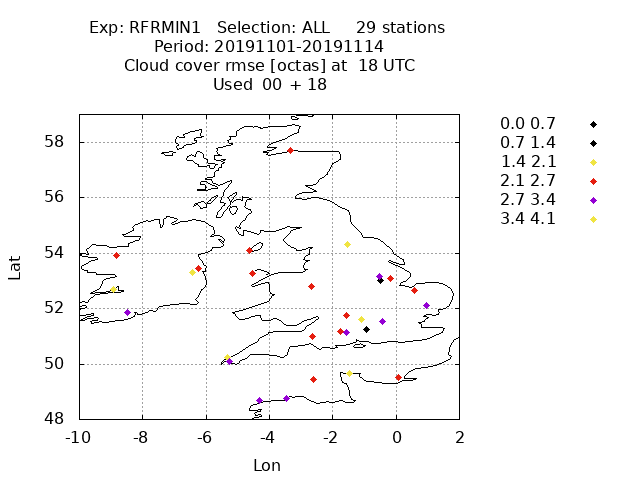 Exp: RFRMIN1 Selection: ALL 29 stations
Period: 20191101-20191114
Cloud cover rmse [octas] at 18 UTC
Used 00 + 18
0.0 0.7
0.7 1.4
1.4 2.1
2.1 2.7
2.7 3.4
3.4 4.1
Lat
58
56
54
52
50
48
-10 -8 -6 -4 -2 0 2
Lon